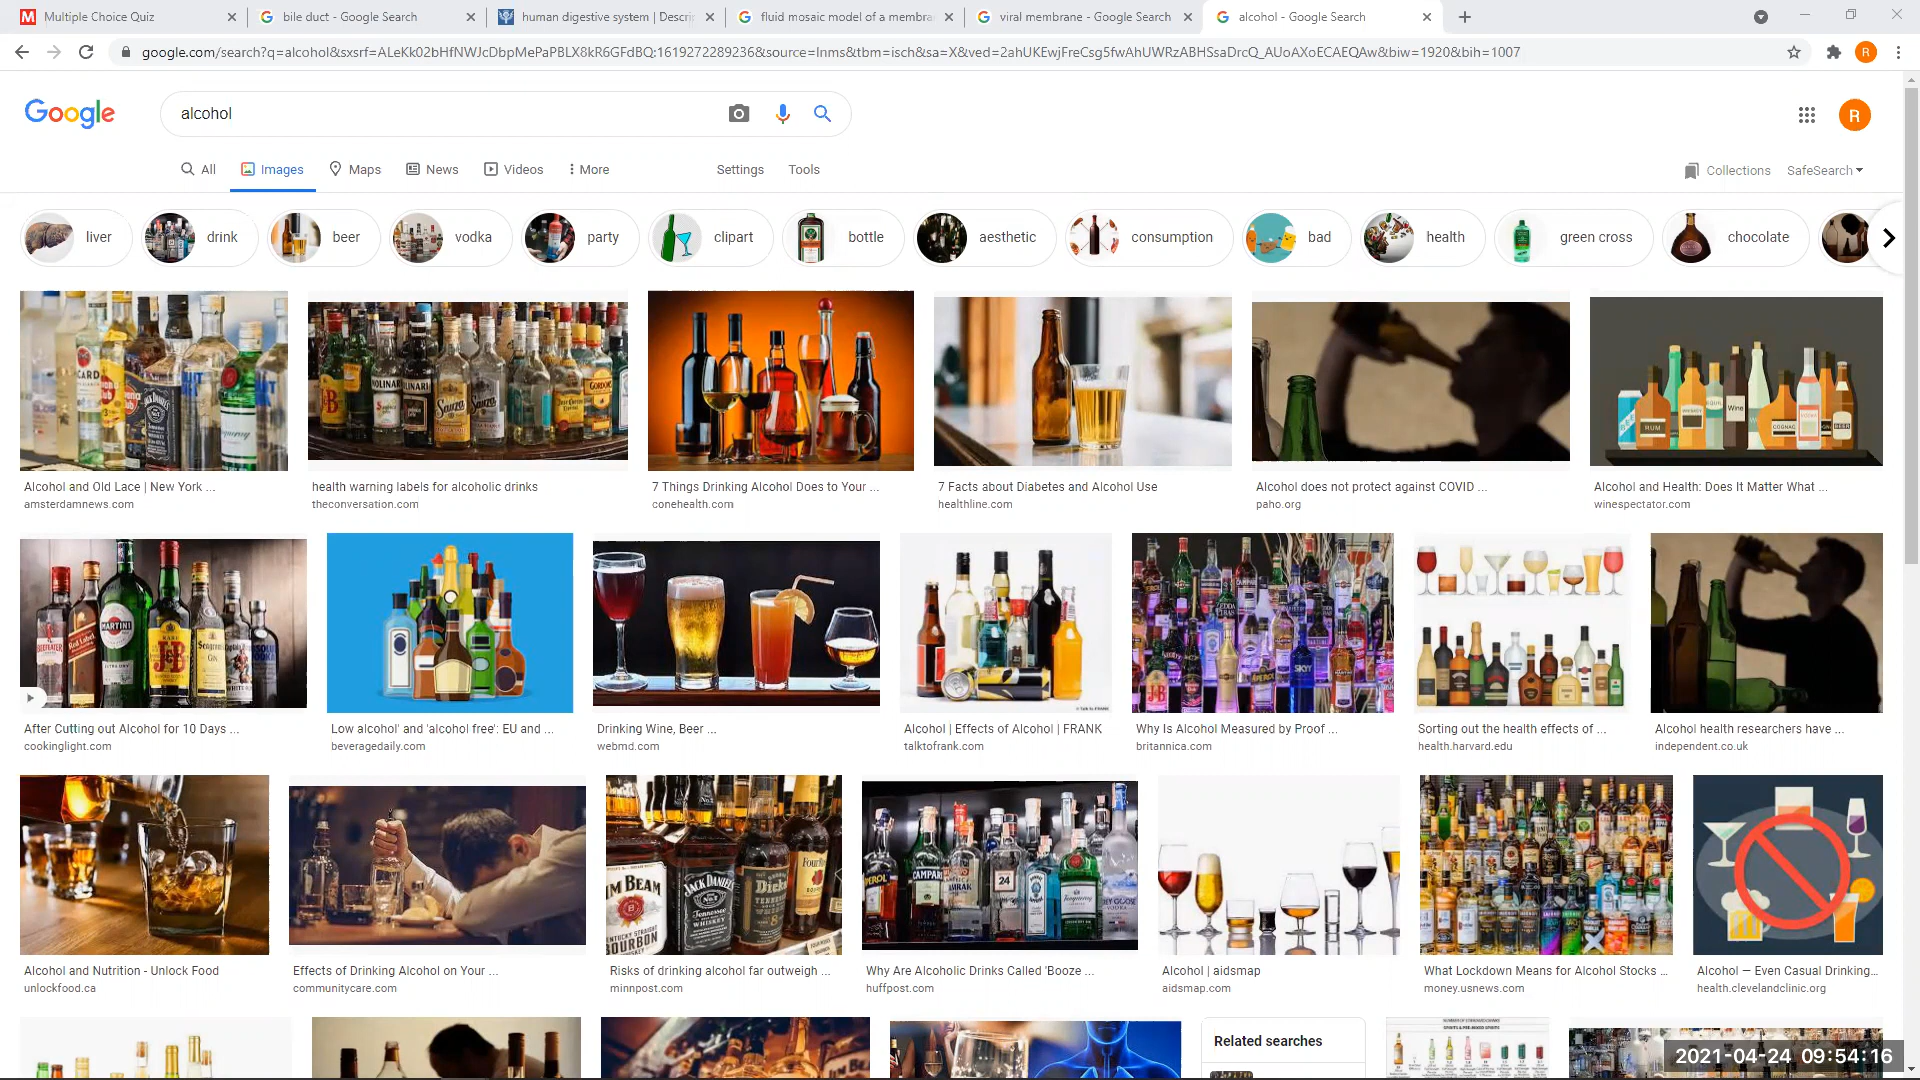 Multiple Choice Quiz
bile duct - Google Search
human digestive system | Descri
fluid mosaic model of a membra
viral membrane - Google Search
alcohol - Google Search
google.com/search?q=alcohol&sxsrf=ALeKk02bHfNWJcDbpMePaPBLX8kR6GFdBQ:1619272289236&source=lnms&tbm=isch&sa=X&ved=2ahUKEwjFreCsg5fwAhUWRzABHSsaDrcQ_AUoAXoECAEQAw&biw=1920&bih=1007
R
Google
alcohol
R
All
Images
Maps
News
Videos
More
Settings
Tools
Collections
SafeSearch
liver
drink
beer
vodka
party
clipart
bottle
aesthetic
consumption
bad
health
green cross
chocolate
Alcohol and Old Lace | New York ...
amsterdamnews.com
health warning labels for alcoholic drinks
theconversation.com
7 Things Drinking Alcohol Does to Your ...
conehealth.com
7 Facts about Diabetes and Alcohol Use
healthline.com
Alcohol does not protect against COVID ...
paho.org
Alcohol and Health: Does It Matter What ...
winespectator.com
After Cutting out Alcohol for 10 Days ...
cookinglight.com
Low alcohol' and 'alcohol free': EU and ...
beveragedaily.com
Drinking Wine, Beer ...
webmd.com
Alcohol | Effects of Alcohol | FRANK
talktofrank.com
Why Is Alcohol Measured by Proof ...
britannica.com
Sorting out the health effects of ...
health.harvard.edu
Alcohol health researchers have ...
independent.co.uk
Alcohol and Nutrition - Unlock Food
unlockfood.ca
Effects of Drinking Alcohol on Your ...
communitycare.com
Risks of drinking alcohol far outweigh ...
minnpost.com
Why Are Alcoholic Drinks Called 'Booze ...
huffpost.com
Alcohol | aidsmap
aidsmap.com
What Lockdown Means for Alcohol Stocks ...
money.usnews.com
Alcohol — Even Casual Drinking...
health.clevelandclinic.org
Related searches
2021-04-24 09:54:16